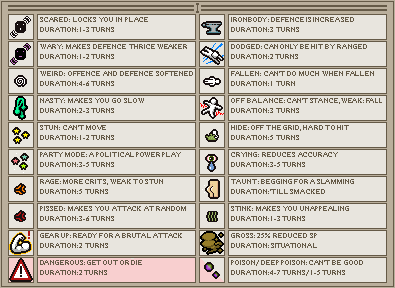 SCARED: LOCKS YOU IN PLACE
DURATION:1-3 TURNS
WARY: MAKES DEFENCE THRICE WEAKER
DURATION:1-2 TURNS
WEIRD: OFFENCE AND DEFENCE SOFTENED
DURATION:4-6 TURNS
NASTY: MAKES YOU GO SLOW
DURATION:2-3 TURNS
STUN: CAN'T MOVE
DURATION:1-2 TURNS
PARTY MODE: A POLITICAL POWER PLAY
DURATION:3-5 TURNS
RAGE: MORE CRITS, WEAK TO STUN
DURATION:5 TURNS
PISSED: MAKES YOU ATTACK AT RANDOM
DURATION:3-6 TURNS
GEAR UP: READY FOR A BRUTAL ATTACK
DURATION:2 TURNS
DANGEROUS: GET OUT OR DIE
DURATION:2 TURNS
IRONBODY: DEFENCE IS INCREASED
DURATION:3 TURNS
DODGED: CAN ONLY BE HIT BY RANGED
DURATION:2 TURNS
FALLEN: CAN'T DO MUCH WHEN FALLEN
DURATION:1 TURN
OFF BALANCE: CAN'T STANCE, WEAK: FALL
DURATION:3 TURNS
HIDE: OFF THE GRID, HARD TO HIT
DURATION:5 TURNS
CRYING: REDUCES ACCURACY
DURATION:3-5 TURNS
TAUNT: BEGGING FOR A SLAMMING
DURATION:'TILL SMACKED
STINK: MAKES YOU UNAPPEALING
DURATION:1-3 TURNS
GROSS: 25% REDUCED SP
DURATION:SITUATIONAL
POISON/DEEP POISON: CAN'T BE GOOD
DURATION:4-7 TURNS/1-5 TURNS